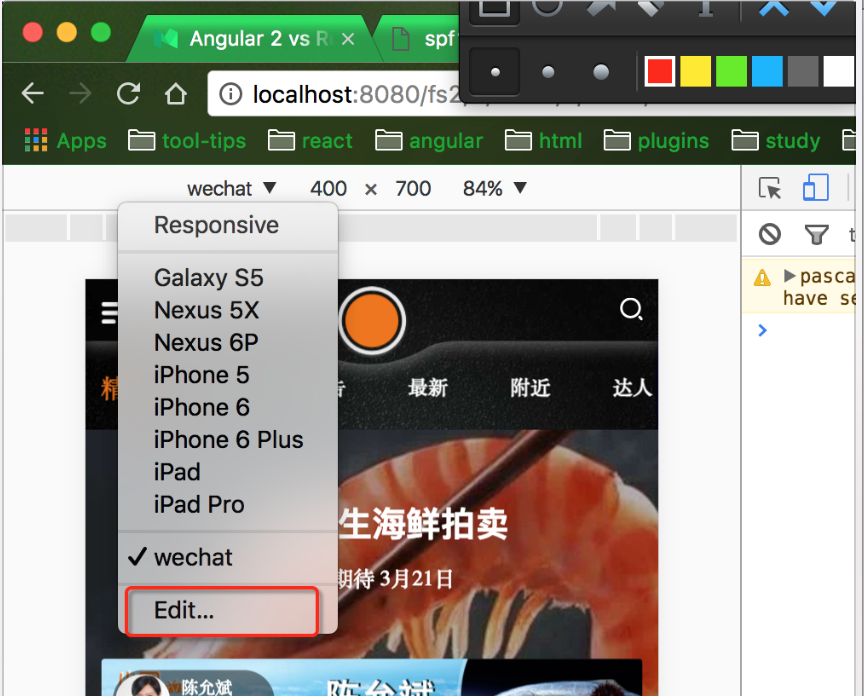 Angular 2 vs R
spf
localhost:8080/fs2
Apps tool-tips react angular html plugins study
wechat ▼ 400 × 700 84% ▼
Responsive
Galaxy S5
Nexus 5X
Nexus 6P
iPhone 5
iPhone 6
iPhone 6 Plus
iPad
iPad Pro
✓ wechat
Edit...
pasca
have se
精
告 最新 附近 达人
生海鲜拍卖
期待 3月21日
陈允斌
陈允斌